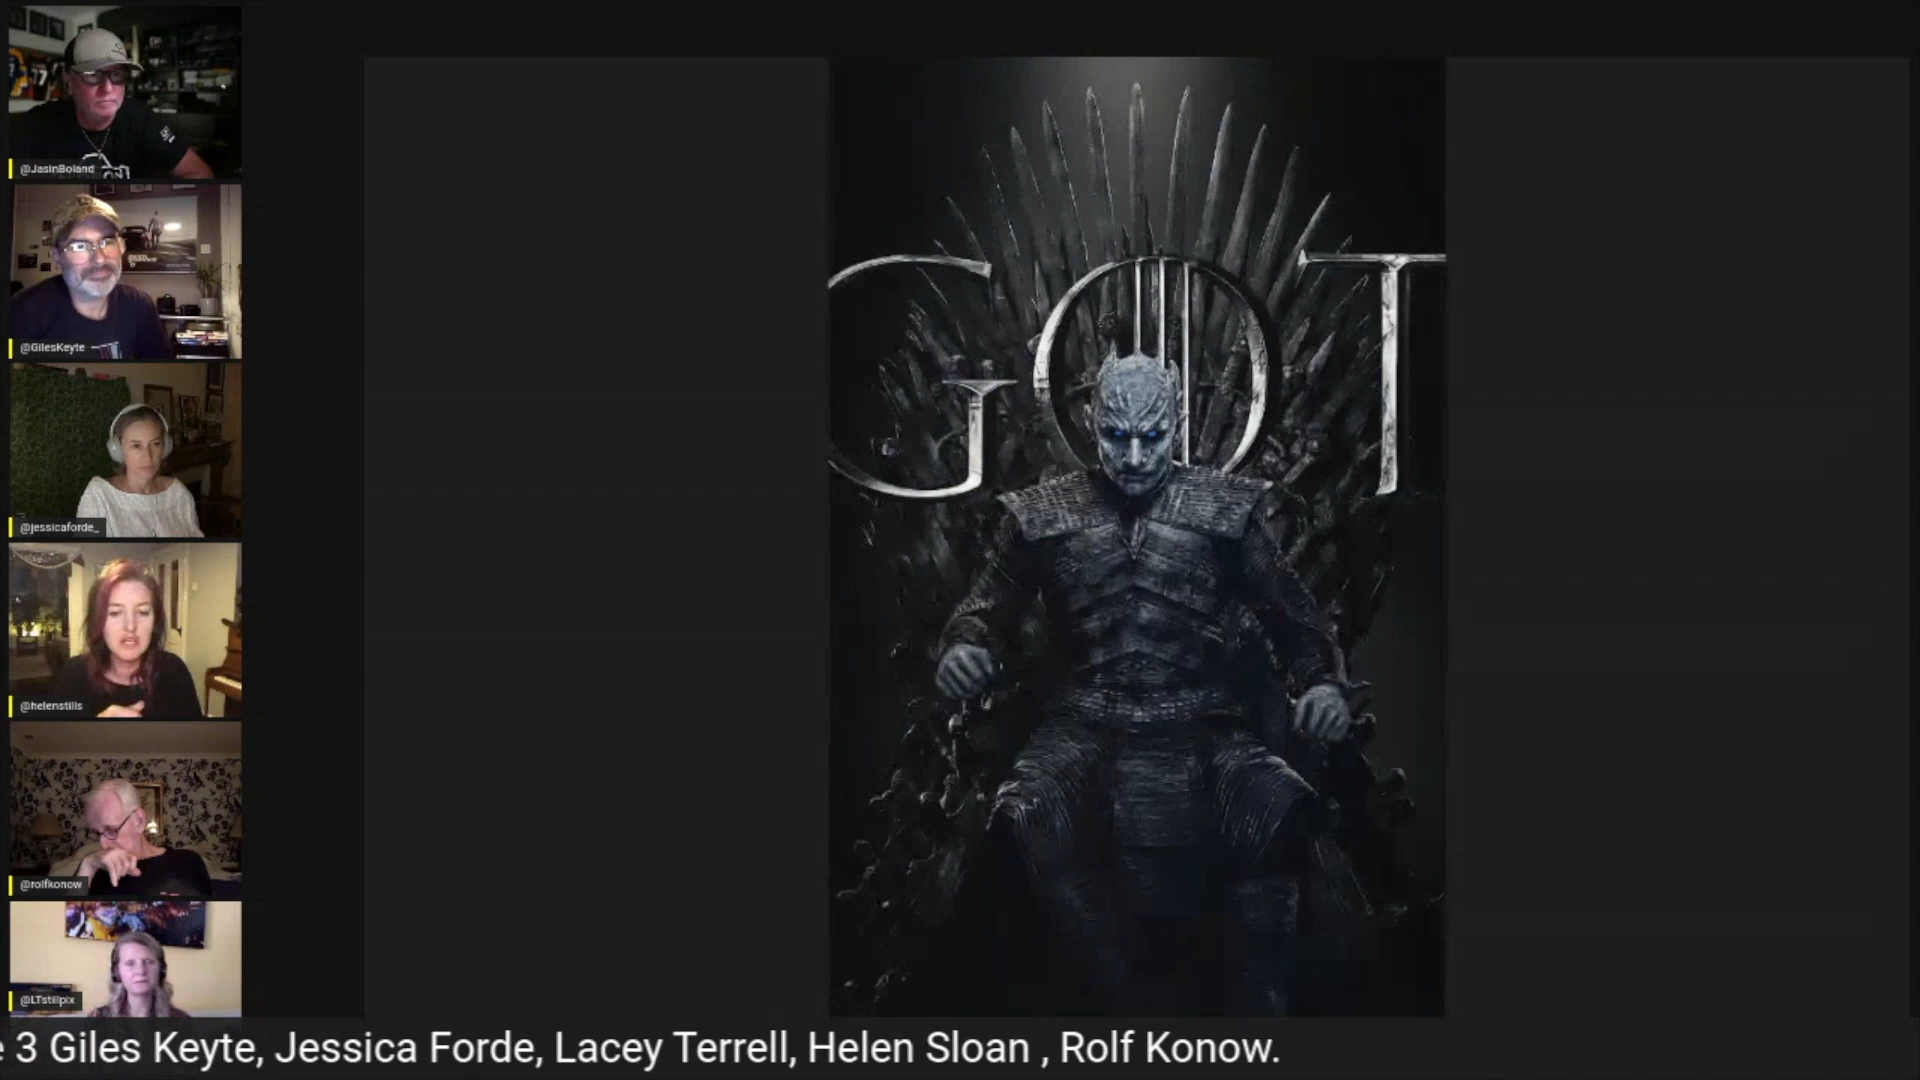 @JasinBoland
@GilesKeyte
@jessicaforde_
@helenstills
@rolfkonow
@LTstillpix
GOT
e 3 Giles Keyte, Jessica Forde, Lacey Terrell, Helen Sloan , Rolf Konow.